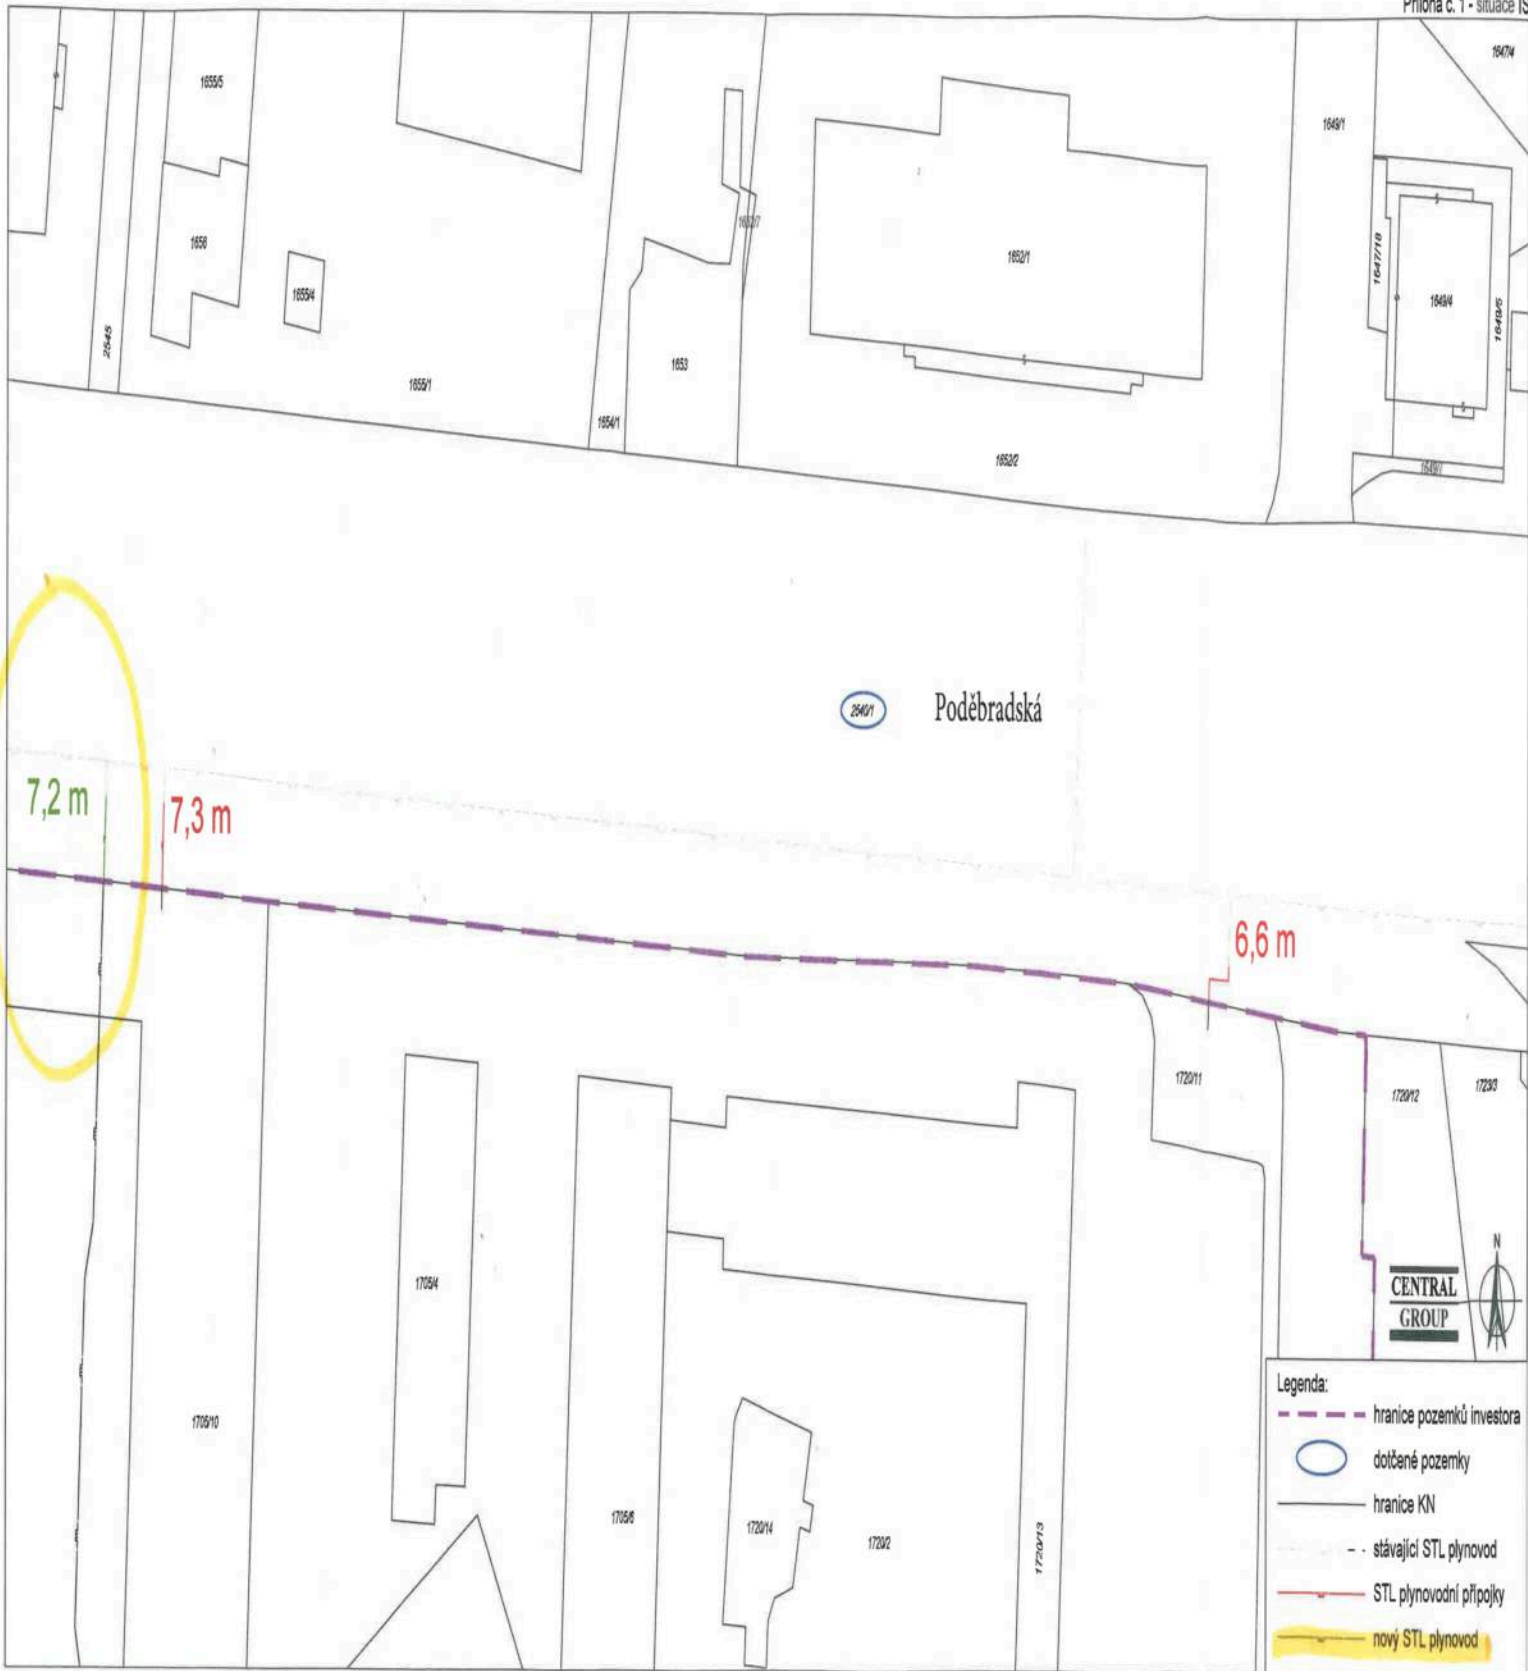 Příloha č. 1 - situace IS
1647/4
1655/5
1649/1
1652/7
1656
1652/1
1647/18
1655/4
1649/4
1649/5
2545
1653
1655/1
1654/1
1652/2
2540/1
Poděbradská
7,2 m
7,3 m
6,6 m
1720/11
1720/12
1723/3
N
1705/4
CENTRAL
GROUP
1705/10
1705/6
1720/14
1720/2
1720/13
Legenda:
hranice pozemků investora
dotčené pozemky
hranice KN
stávající STL plynovod
STL plynovodní přípojky
nový STL plynovod